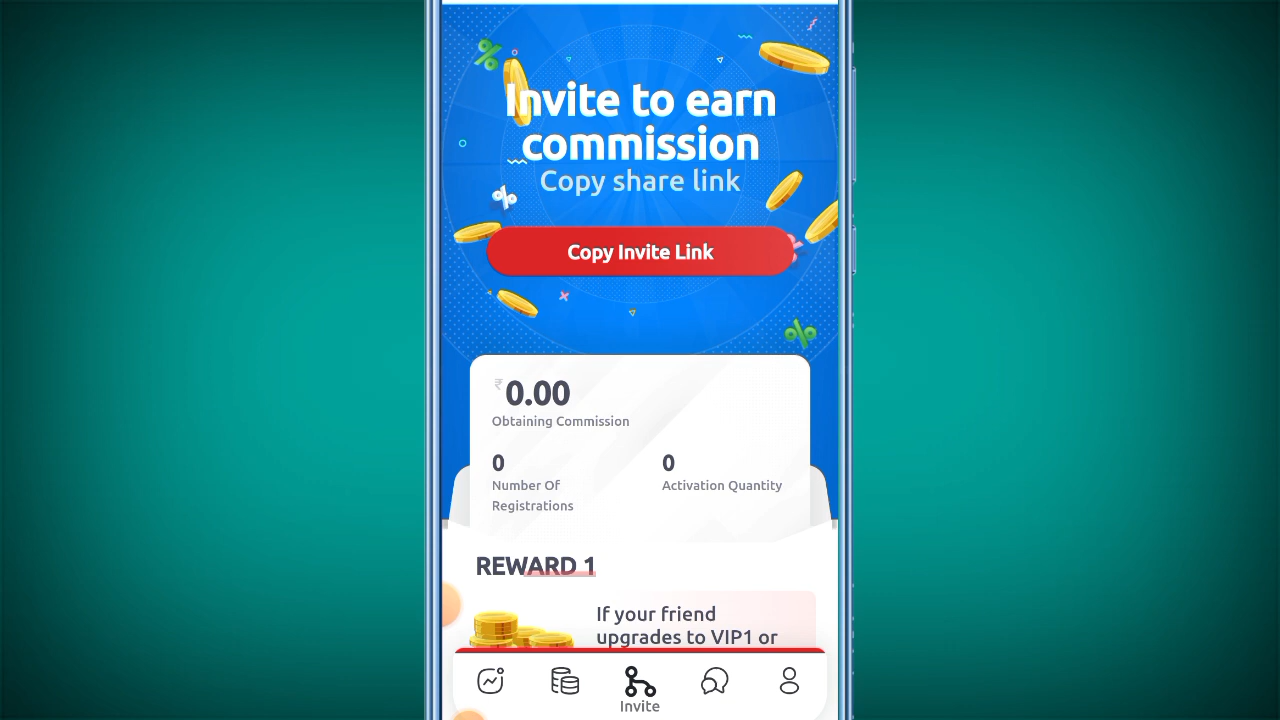 Invite to earn
commission
Copy share link
Copy Invite Link
₹ 0.00
Obtaining Commission
0
0
Number Of
Registrations
Activation Quantity
REWARD 1
If your friend
upgrades to VIP1 or
Invite